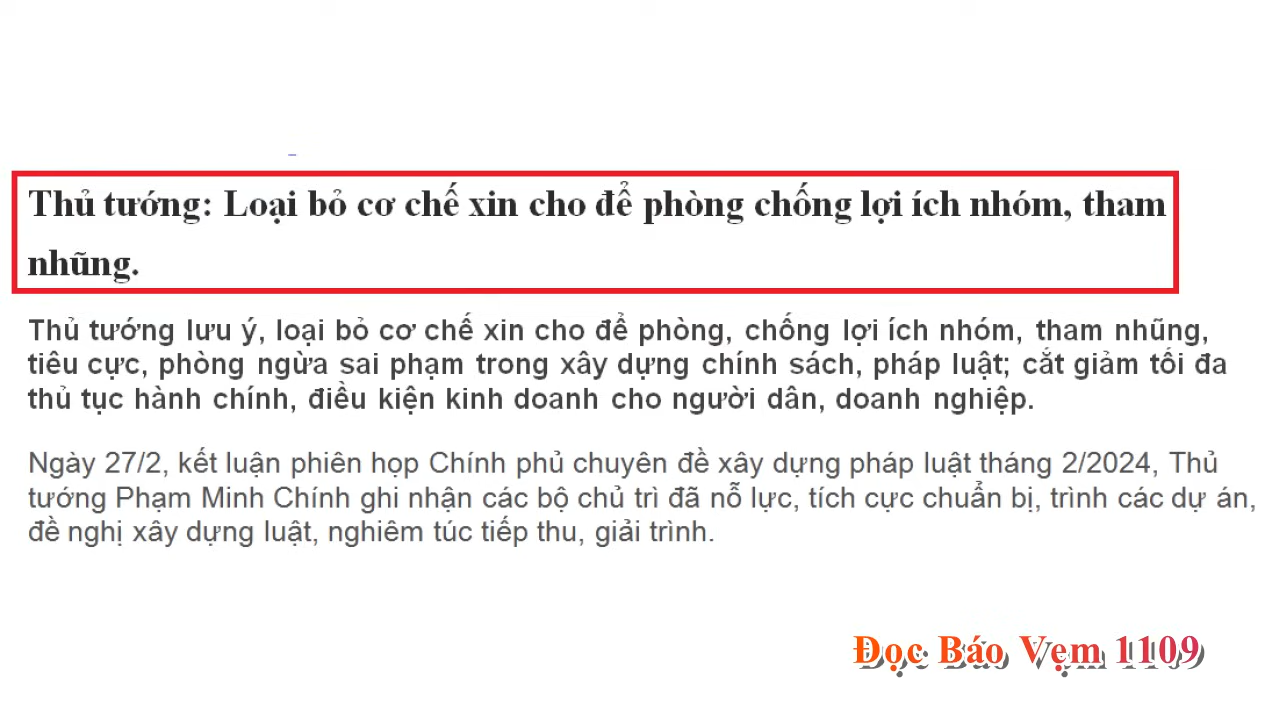 Thủ tướng: Loại bỏ cơ chế xin cho để phòng chống lợi ích nhóm, tham
nhũng.
Thủ tướng lưu ý, loại bỏ cơ chế xin cho để phòng, chống lợi ích nhóm, tham nhũng,
tiêu cực, phòng ngừa sai phạm trong xây dựng chính sách, pháp luật; cắt giảm tối đa
thủ tục hành chính, điều kiện kinh doanh cho người dân, doanh nghiệp.
Ngày 27/2, kết luận phiên họp Chính phủ chuyên đề xây dựng pháp luật tháng 2/2024, Thủ
tướng Phạm Minh Chính ghi nhận các bộ chủ trì đã nỗ lực, tích cực chuẩn bị, trình các dự án,
đề nghị xây dựng luật, nghiêm túc tiếp thu, giải trình.
Đọc Báo Vẹm 1109